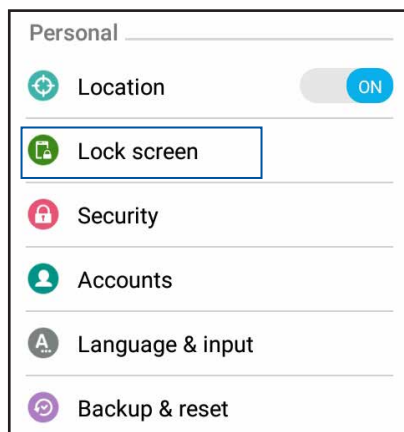 Personal
Location ON
Lock screen
Security
Accounts
A...
Language & input
Backup & reset